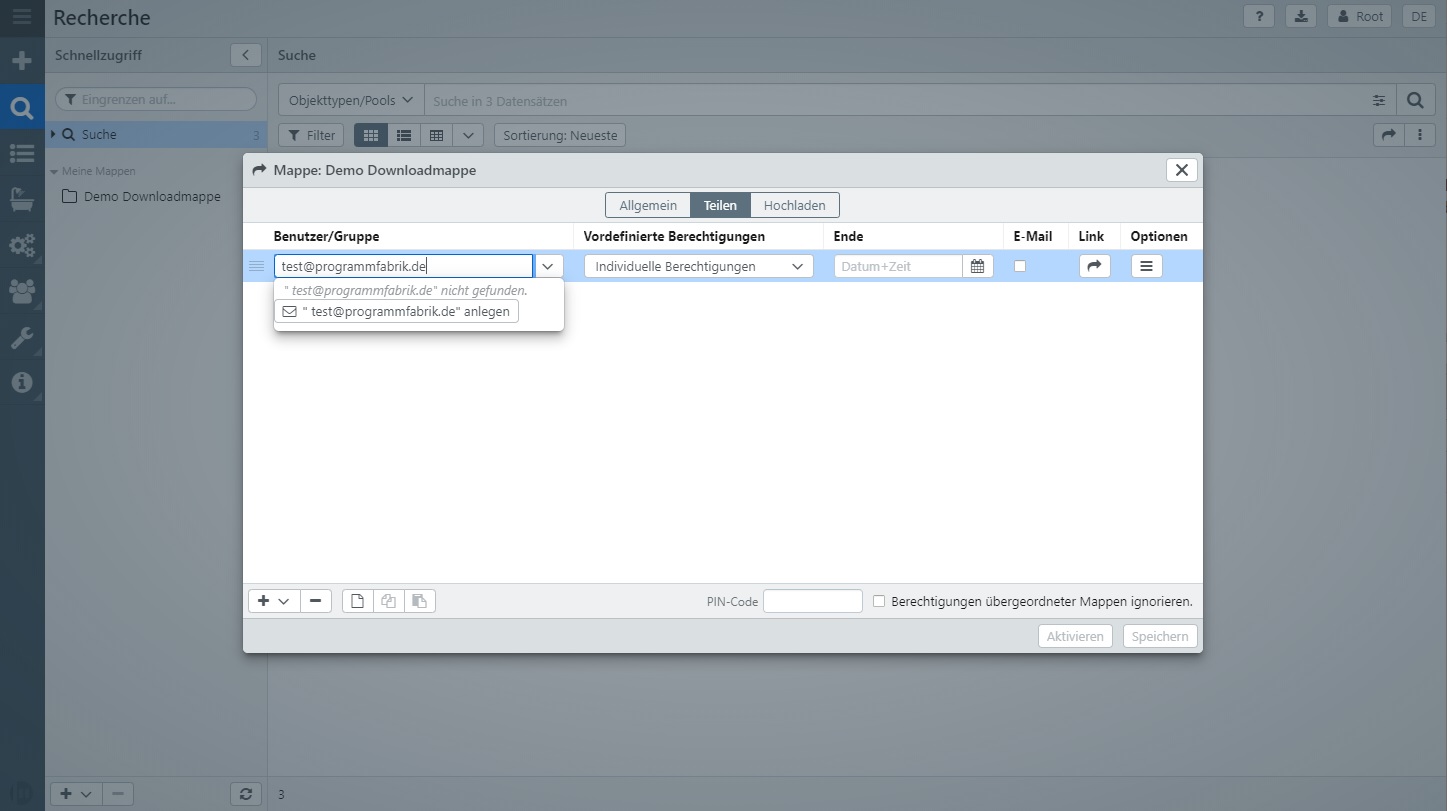 Recherche
?
Root
DE
Schnellzugriff
Suche
Eingrenzen auf...
Objekttypen/Pools
Suche in 3 Datensätzen
Suche
3
Filter
Sortierung: Neueste
Meine Mappen
Demo Downloadmappe
Mappe: Demo Downloadmappe
Allgemein
Teilen
Hochladen
Benutzer/Gruppe
Vordefinierte Berechtigungen
Ende
E-Mail
Link
Optionen
test@programmfabrik.de
Individuelle Berechtigungen
Datum+Zeit
" test@programmfabrik.de" nicht gefunden.
" test@programmfabrik.de" anlegen
PIN-Code
Berechtigungen übergeordneter Mappen ignorieren.
Aktivieren
Speichern
3